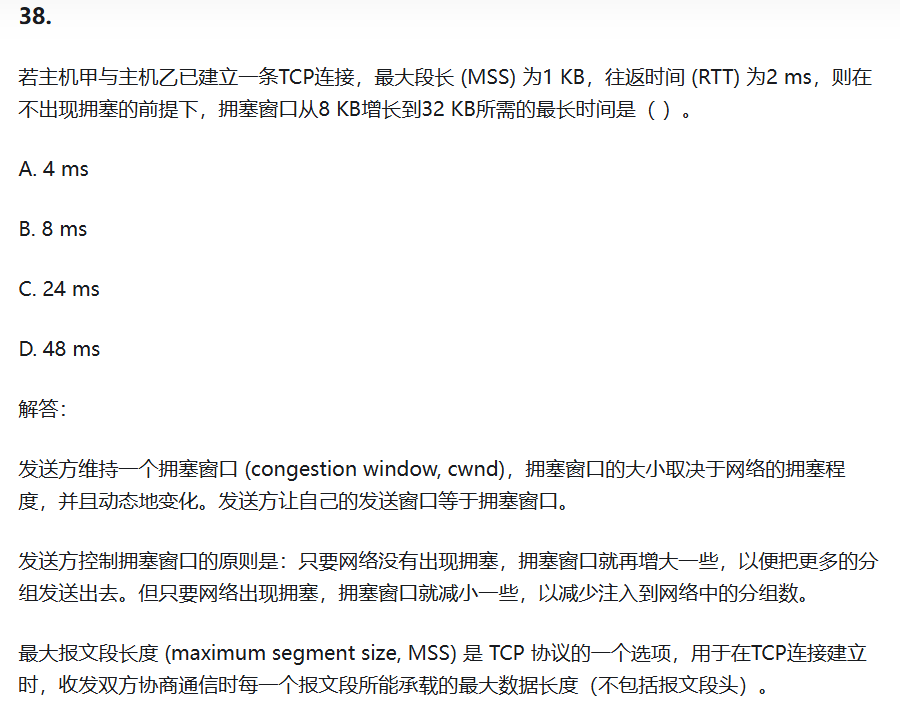 38.
若主机甲与主机乙已建立一条TCP连接，最大段长 (MSS) 为1 KB，往返时间 (RTT) 为2 ms，则在
不出现拥塞的前提下，拥塞窗口从8 KB增长到32 KB所需的最长时间是（ ）。
A. 4 ms
B. 8 ms
C. 24 ms
D. 48 ms
解答：
发送方维持一个拥塞窗口 (congestion window, cwnd)，拥塞窗口的大小取决于网络的拥塞程
度，并且动态地变化。发送方让自己的发送窗口等于拥塞窗口。
发送方控制拥塞窗口的原则是：只要网络没有出现拥塞，拥塞窗口就再增大一些，以便把更多的分
组发送出去。但只要网络出现拥塞，拥塞窗口就减小一些，以减少注入到网络中的分组数。
最大报文段长度 (maximum segment size, MSS) 是 TCP 协议的一个选项，用于在TCP连接建立
时，收发双方协商通信时每一个报文段所能承载的最大数据长度（不包括报文段头）。